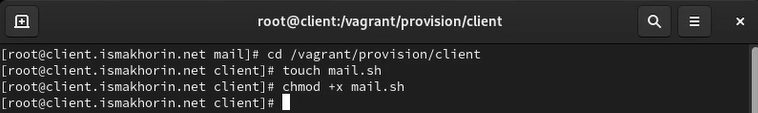 root@client:/vagrant/provision/client
[root@client.ismakhorin.net mail]# cd /vagrant/provision/client
[root@client.ismakhorin.net client]# touch mail.sh
[root@client.ismakhorin.net client]# chmod +x mail.sh
[root@client.ismakhorin.net client]#